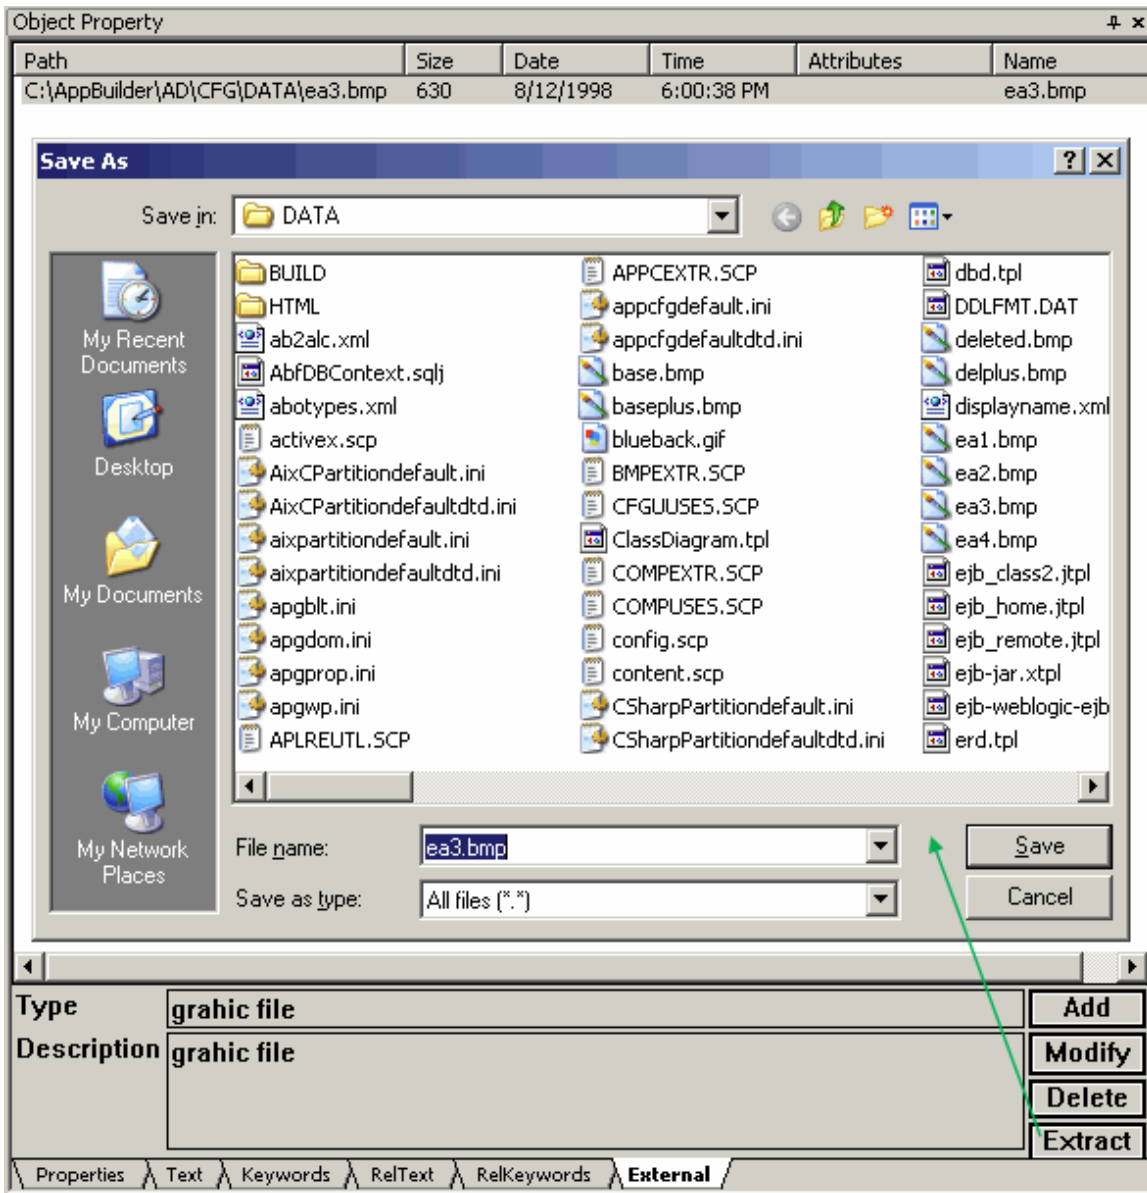 Object Property
Path Size Date Time Attributes Name
C:\AppBuilder\AD\CFG\DATA\ea3.bmp 630 8/12/1998 6:00:38 PM ea3.bmp
Save As
Save in: DATA
My Recent Documents
Desktop
My Documents
My Computer
My Network Places
BUILD
HTML
ab2alc.xml
AbfDBContext.sqlj
abotypes.xml
activex.scp
AixCPartitiondefault.ini
AixCPartitiondefaultdtd.ini
aixpartitiondefault.ini
aixpartitiondefaultdtd.ini
apgblt.ini
apgdom.ini
apgprop.ini
apgwp.ini
APLREUTL.SCP
APPCEXTR.SCP
appcfgdefault.ini
appcfgdefaultdtd.ini
base.bmp
baseplus.bmp
blueback.gif
BMPEXTR.SCP
CFGUUSES.SCP
ClassDiagram.tpl
COMPEXTR.SCP
COMPUSES.SCP
config.scp
content.scp
CSharpPartitiondefault.ini
CSharpPartitiondefaultdtd.ini
dbd.tpl
DDLFMT.DAT
deleted.bmp
delplus.bmp
displayname.xml
ea1.bmp
ea2.bmp
ea3.bmp
ea4.bmp
ejb_class2.jtpl
ejb_home.jtpl
ejb_remote.jtpl
ejb-jar.xtpl
ejb-weblogic-ejb
erd.tpl
File name: ea3.bmp Save
Save as type: All files (*.*) Cancel
Type grahic file Add
Description grahic file Modify
Delete
Extract
Properties Text Keywords RelText RelKeywords External